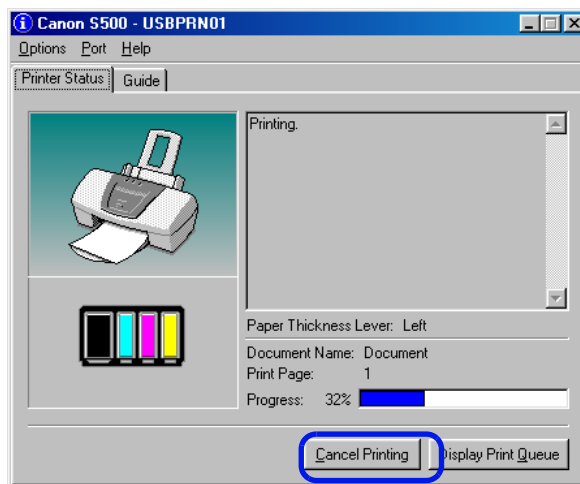 Canon S500 - USBPRN01
Options Port Help
Printer Status Guide
Printing.
Paper Thickness Lever: Left
Document Name: Document
Print Page: 1
Progress: 32%
Cancel Printing Display Print Queue